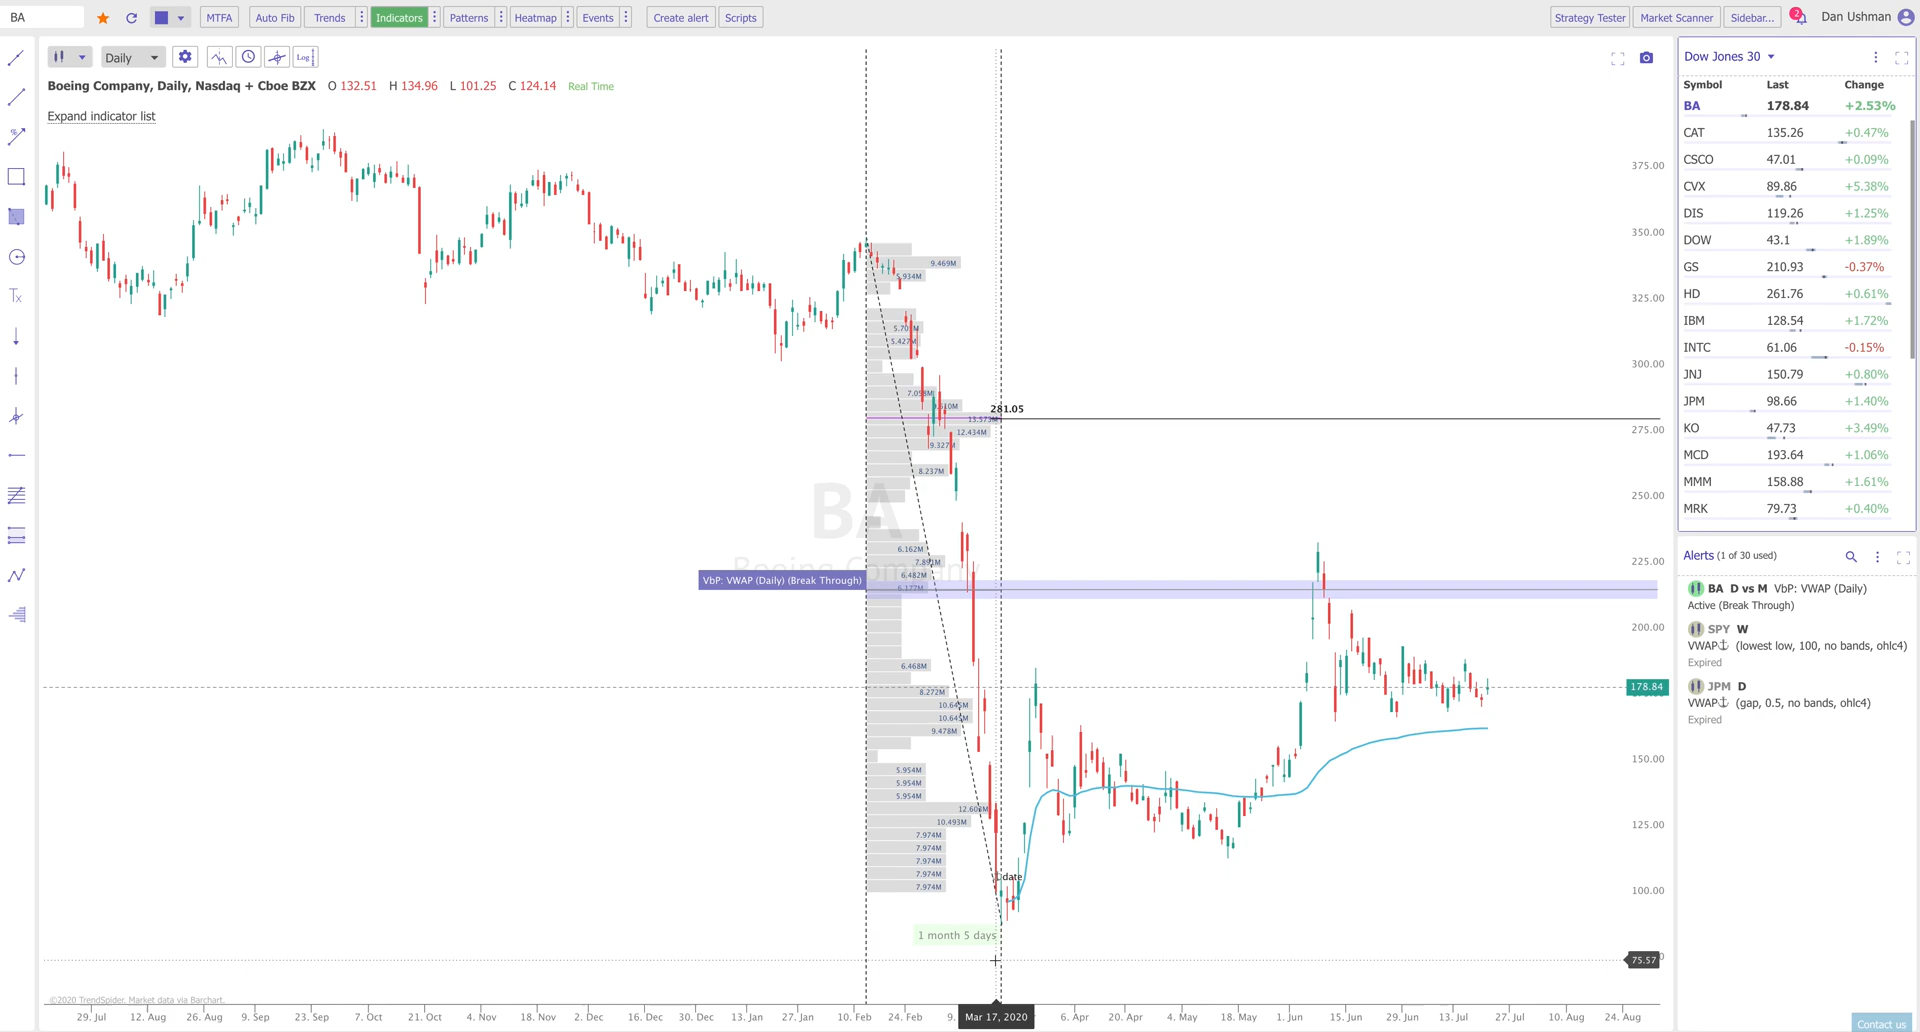 BA
MTFA
Auto Fib
Trends
Indicators
Patterns
Heatmap
Events
Create alert
Scripts
Strategy Tester
Market Scanner
Sidebar...
2
Dan Ushman
Daily
Log
Boeing Company, Daily, Nasdaq + Cboe BZX O 132.51 H 134.96 L 101.25 C 124.14 Real Time
Expand indicator list
375.00
350.00
325.00
300.00
275.00
250.00
225.00
200.00
178.84
150.00
125.00
100.00
75.57
9.469M
5.934M
5.427M
281.05
13.573M
12.434M
9.327M
8.237M
BA
Boeing Company
6.162M
7.891M
6.482M
6.177M
VbP: VWAP (Daily) (Break Through)
6.468M
8.272M
10.645M
10.645M
9.478M
5.954M
5.954M
5.954M
10.493M
7.974M
7.974M
7.974M
7.974M
7.974M
date
1 month 5 days
©2020 TrendSpider. Market data via Barchart.
29. Jul 12. Aug 26. Aug 9. Sep 23. Sep 7. Oct 21. Oct 4. Nov 18. Nov 2. Dec 16. Dec 30. Dec 13. Jan 27. Jan 10. Feb 24. Feb 9. Mar 17, 2020 6. Apr 20. Apr 4. May 18. May 1. Jun 15. Jun 29. Jun 13. Jul 27. Jul 10. Aug 24. Aug
Dow Jones 30
Symbol Last Change
BA 178.84 +2.53%
CAT 135.26 +0.47%
CSCO 47.01 +0.09%
CVX 89.86 +5.38%
DIS 119.26 +1.25%
DOW 43.1 +1.89%
GS 210.93 -0.37%
HD 261.76 +0.61%
IBM 128.54 +1.72%
INTC 61.06 -0.15%
JNJ 150.79 +0.80%
JPM 98.66 +1.40%
KO 47.73 +3.49%
MCD 193.64 +1.06%
MMM 158.88 +1.61%
MRK 79.73 +0.40%
Alerts (1 of 30 used)
BA D vs M VbP: VWAP (Daily)
Active (Break Through)
SPY W
VWAP (lowest low, 100, no bands, ohlc4)
Expired
JPM D
VWAP (gap, 0.5, no bands, ohlc4)
Expired
Contact us